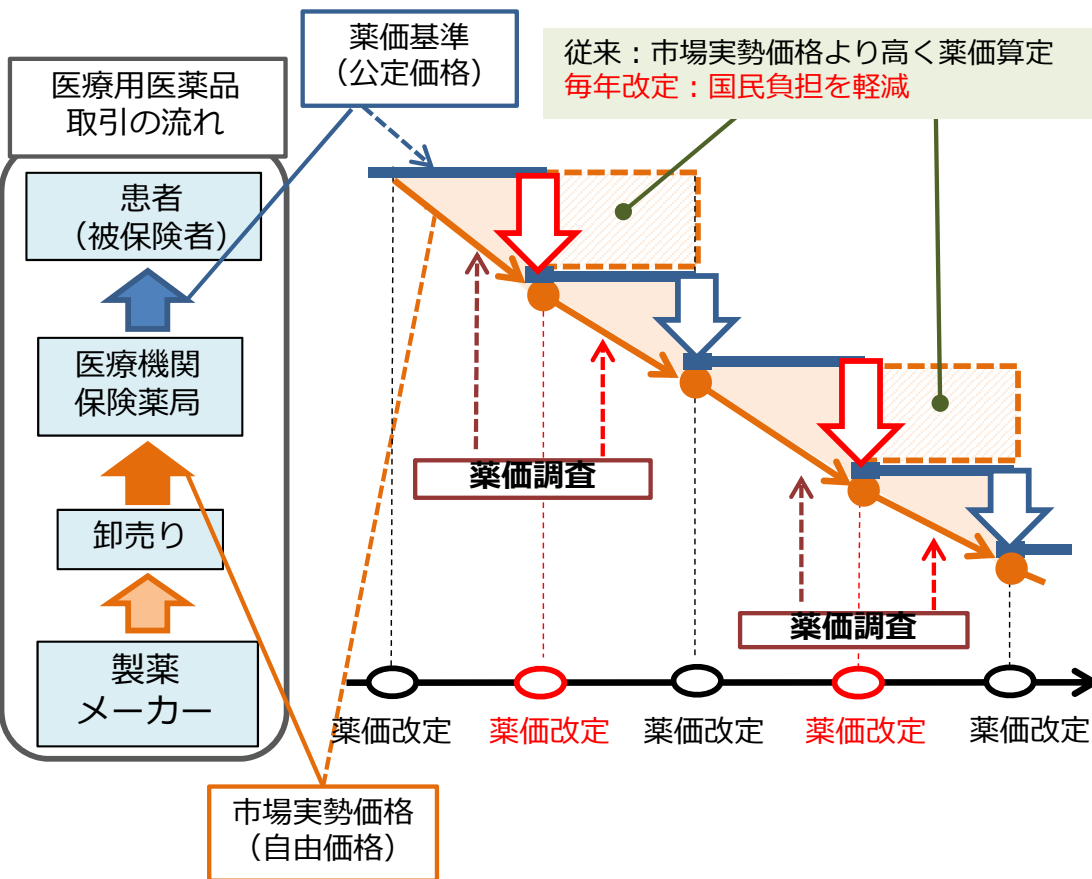 医療用医薬品
取引の流れ
患者
（被保険者）
医療機関
保険薬局
卸売り
製薬
メーカー
薬価基準
（公定価格）
従来：市場実勢価格より高く薬価算定
毎年改定：国民負担を軽減
薬価調査
薬価調査
薬価改定
薬価改定
薬価改定
薬価改定
薬価改定
市場実勢価格
（自由価格）